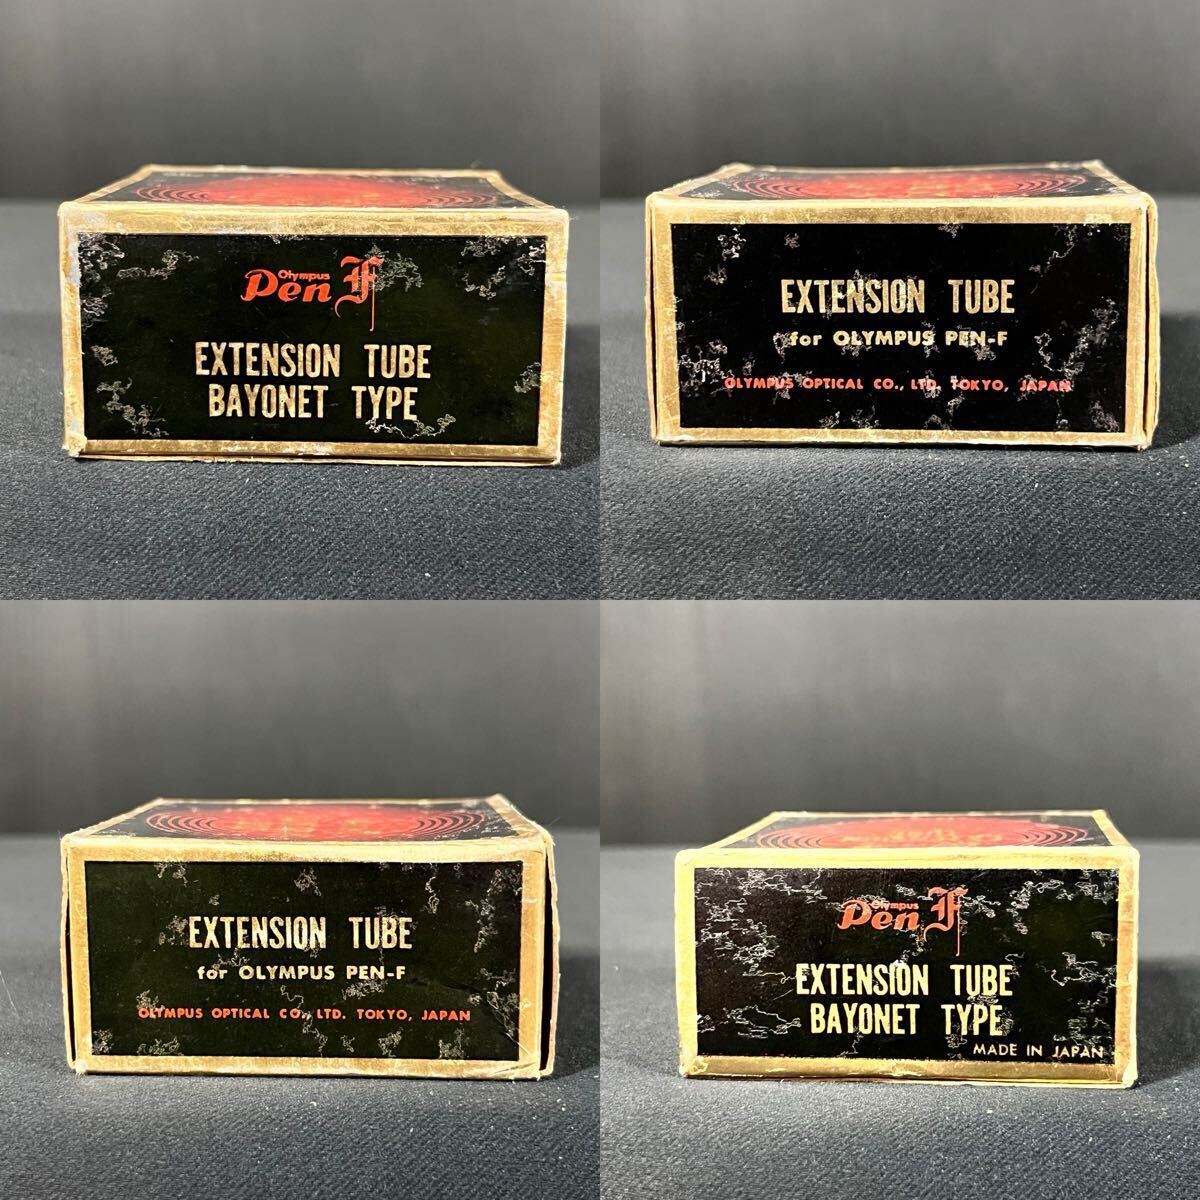 Olympus
Pen F
EXTENSION TUBE
BAYONET TYPE
EXTENSION TUBE
for OLYMPUS PEN-F
OLYMPUS OPTICAL CO., LTD. TOKYO, JAPAN
EXTENSION TUBE
for OLYMPUS PEN-F
OLYMPUS OPTICAL CO., LTD. TOKYO, JAPAN
Olympus
Pen F
EXTENSION TUBE
BAYONET TYPE
MADE IN JAPAN